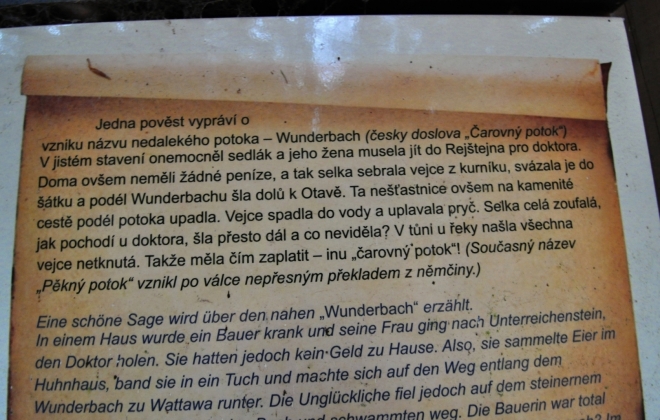 Jedna pověst vypráví o
vzniku názvu nedalekého potoka – Wunderbach (česky doslova „Čarovný potok“)
V jistém stavení onemocněl sedlák a jeho žena musela jít do Rejštejna pro doktora.
Doma ovšem neměli žádné peníze, a tak selka sebrala vejce z kurníku, svázala je do
šátku a podél Wunderbachu šla dolů k Otavě. Ta nešťastnice ovšem na kamenité
cestě podél potoka upadla. Vejce spadla do vody a uplavala pryč. Selka celá zoufalá,
jak pochodí u doktora, šla přesto dál a co neviděla? V tůni u řeky našla všechna
vejce netknutá. Takže měla čím zaplatit – inu „čarovný potok“! (Současný název
„Pěkný potok“ vznikl po válce nepřesným překladem z němčiny.)
Eine schöne Sage wird über den nahen „Wunderbach“ erzählt.
In einem Haus wurde ein Bauer krank und seine Frau ging nach Unterreichenstein,
den Doktor holen. Sie hatten jedoch kein Geld zu Hause. Also, sie sammelte Eier im
Huhnhaus, band sie in ein Tuch und machte sich auf den Weg entlang dem
Wunderbach zu Wattawa runter. Die Unglückliche fiel jedoch auf dem steinernem
und schwammten weg. Die Bäuerin war total